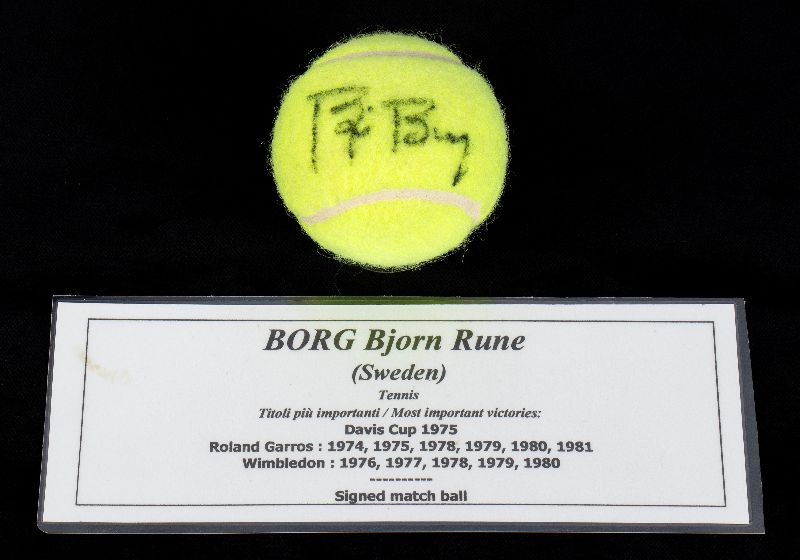 BORG Bjorn Rune
(Sweden)
Tennis
Titoli più importanti / Most important victories:
Davis Cup 1975
Roland Garros : 1974, 1975, 1978, 1979, 1980, 1981
Wimbledon : 1976, 1977, 1978, 1979, 1980
----------
Signed match ball